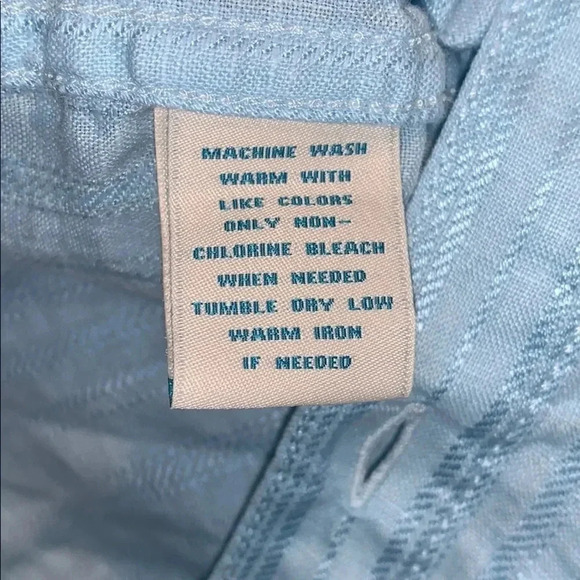 MACHINE WASH
WARM WITH
LIKE COLORS
ONLY NON-
CHLORINE BLEACH
WHEN NEEDED
TUMBLE DRY LOW
WARM IRON
IF NEEDED